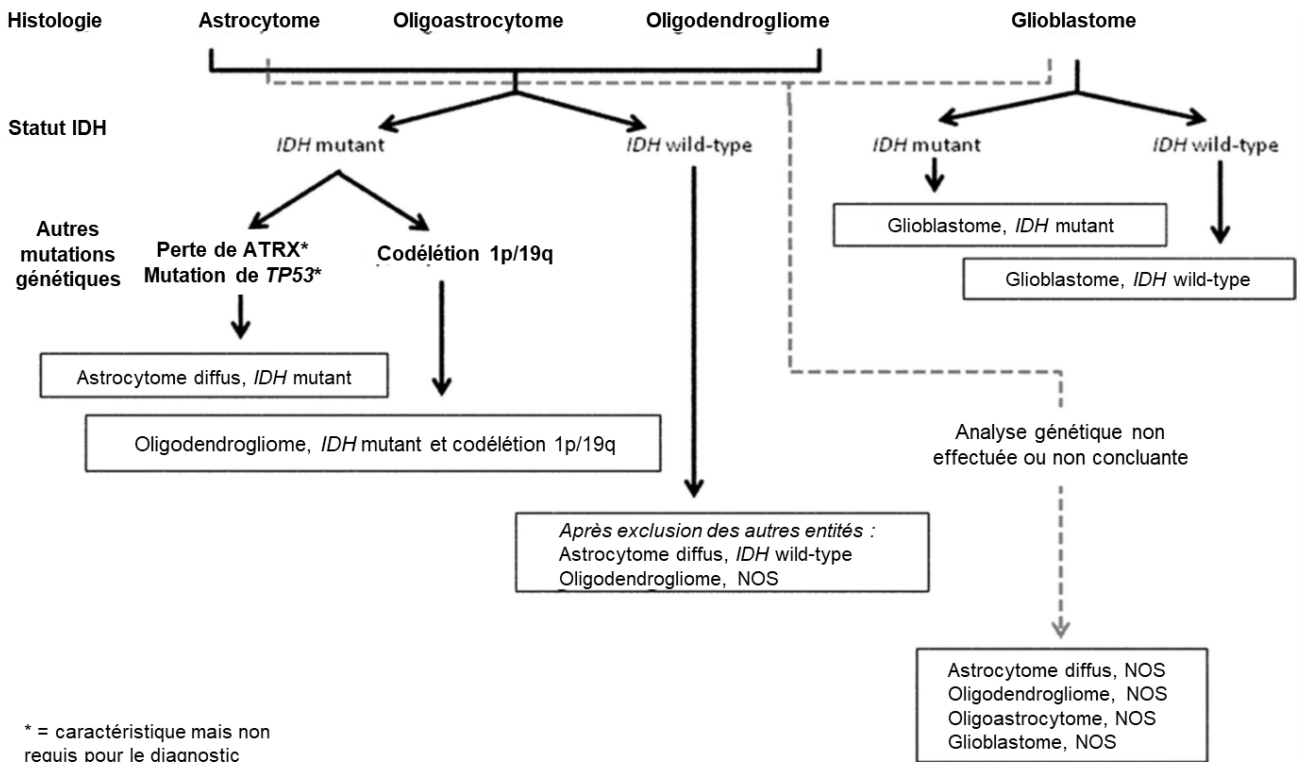 Histologie Astrocytome Oligoastrocytome Oligodendrogliome Glioblastome
Statut IDH
IDH mutant IDH wild-type IDH mutant IDH wild-type
Autres
mutations
génétiques
Perte de ATRX*
Mutation de TP53*
Codélétion 1p/19q
Glioblastome, IDH mutant
Glioblastome, IDH wild-type
Astrocytome diffus, IDH mutant
Oligodendrogliome, IDH mutant et codélétion 1p/19q
Analyse génétique non
effectuée ou non concluante
Après exclusion des autres entités :
Astrocytome diffus, IDH wild-type
Oligodendrogliome, NOS
Astrocytome diffus, NOS
Oligodendrogliome, NOS
Oligoastrocytome, NOS
Glioblastome, NOS
* = caractéristique mais non
requis pour le diagnostic